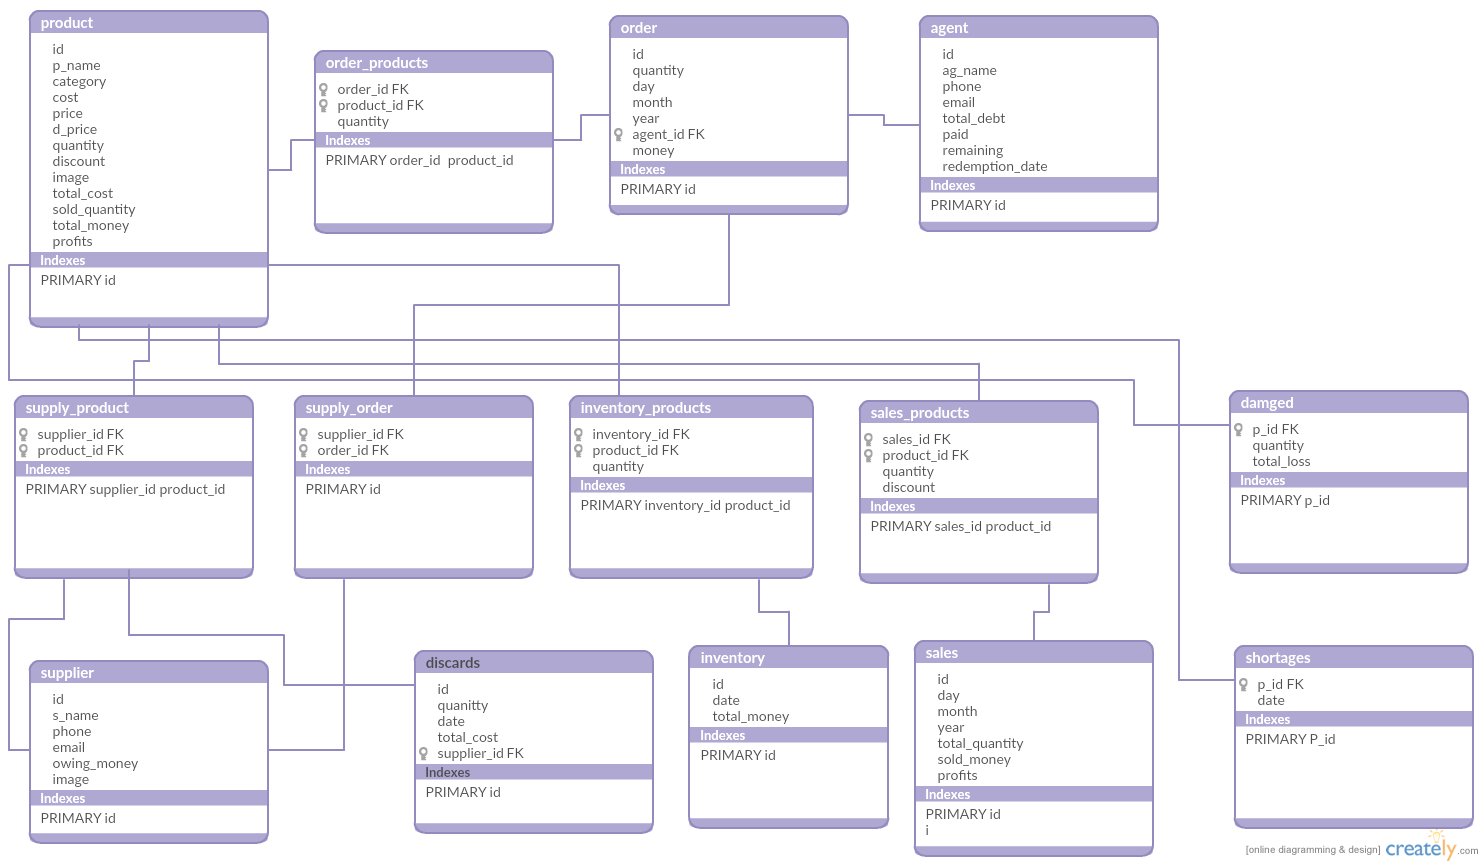 product
id
p_name
category
cost
price
d_price
quantity
discount
image
total_cost
sold_quantity
total_money
profits
Indexes
PRIMARY id
order_products
order_id FK
product_id FK
quantity
Indexes
PRIMARY order_id product_id
order
id
quantity
day
month
year
agent_id FK
money
Indexes
PRIMARY id
agent
id
ag_name
phone
email
total_debt
paid
remaining
redemption_date
Indexes
PRIMARY id
supply_product
supplier_id FK
product_id FK
Indexes
PRIMARY supplier_id product_id
supply_order
supplier_id FK
order_id FK
Indexes
PRIMARY id
inventory_products
inventory_id FK
product_id FK
quantity
Indexes
PRIMARY inventory_id product_id
sales_products
sales_id FK
product_id FK
quantity
discount
Indexes
PRIMARY sales_id product_id
damged
p_id FK
quantity
total_loss
Indexes
PRIMARY p_id
supplier
id
s_name
phone
email
owing_money
image
Indexes
PRIMARY id
discards
id
quanitty
date
total_cost
supplier_id FK
Indexes
PRIMARY id
inventory
id
date
total_money
Indexes
PRIMARY id
sales
id
day
month
year
total_quantity
sold_money
profits
Indexes
PRIMARY id
i
shortages
p_id FK
date
Indexes
PRIMARY P_id
[online diagramming & design] creately.com